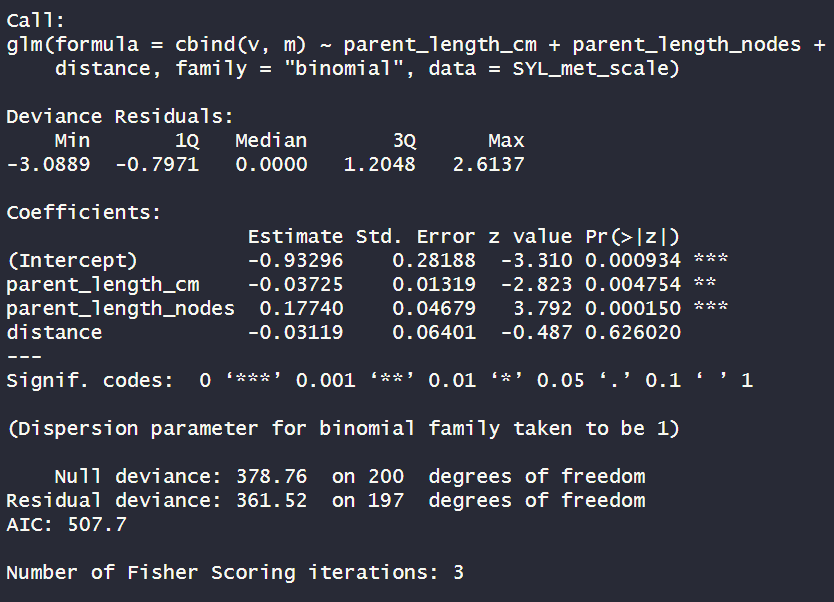 Call:
glm(formula = cbind(v, m) ~ parent_length_cm + parent_length_nodes +
    distance, family = "binomial", data = SYL_met_scale)

Deviance Residuals:
    Min       1Q   Median       3Q      Max
-3.0889  -0.7971   0.0000   1.2048   2.6137

Coefficients:
                    Estimate Std. Error z value Pr(>|z|)
(Intercept)         -0.93296    0.28188  -3.310 0.000934 ***
parent_length_cm    -0.03725    0.01319  -2.823 0.004754 **
parent_length_nodes  0.17740    0.04679   3.792 0.000150 ***
distance            -0.03119    0.06401  -0.487 0.626020
---
Signif. codes:  0 ‘***’ 0.001 ‘**’ 0.01 ‘*’ 0.05 ‘.’ 0.1 ‘ ’ 1

(Dispersion parameter for binomial family taken to be 1)

    Null deviance: 378.76  on 200  degrees of freedom
Residual deviance: 361.52  on 197  degrees of freedom
AIC: 507.7

Number of Fisher Scoring iterations: 3